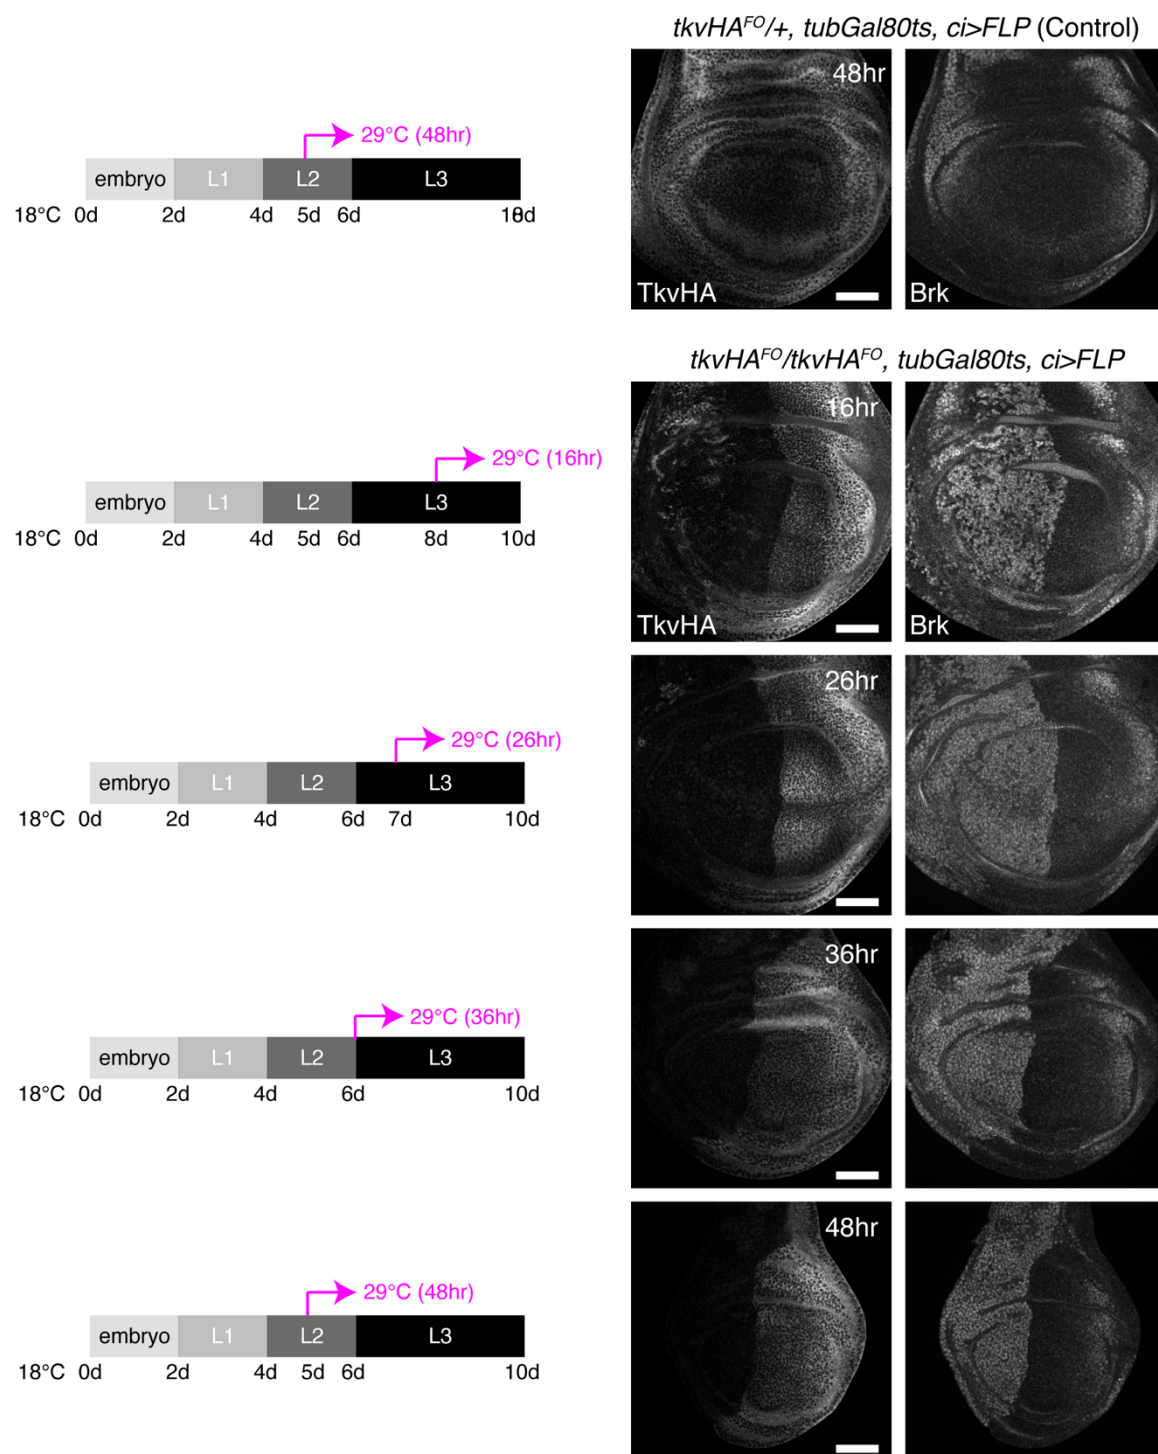 tkvHAFO/+, tubGal80ts, ci>FLP (Control)
48hr
29°C (48hr)
embryo L1 L2 L3
18°C 0d 2d 4d 5d 6d
TkvHA Brk
tkvHAFO/tkvHAFO, tubGal80ts, ci>FLP
16hr
29°C (16hr)
embryo L1 L2 L3
18°C 0d 2d 4d 5d 6d 8d 10d
TkvHA Brk
26hr
29°C (26hr)
embryo L1 L2 L3
18°C 0d 2d 4d 6d 7d 10d
36hr
29°C (36hr)
embryo L1 L2 L3
18°C 0d 2d 4d 6d 10d
48hr
29°C (48hr)
embryo L1 L2 L3
18°C 0d 2d 4d 5d 6d 10d